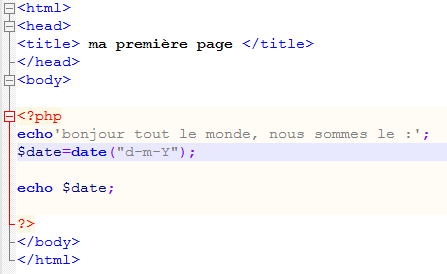 <html>
<head>
<title> ma première page </title>
</head>
<body>
<?php
echo'bonjour tout le monde, nous sommes le :';
$date=date("d-m-Y");
echo $date;
?>
</body>
</html>